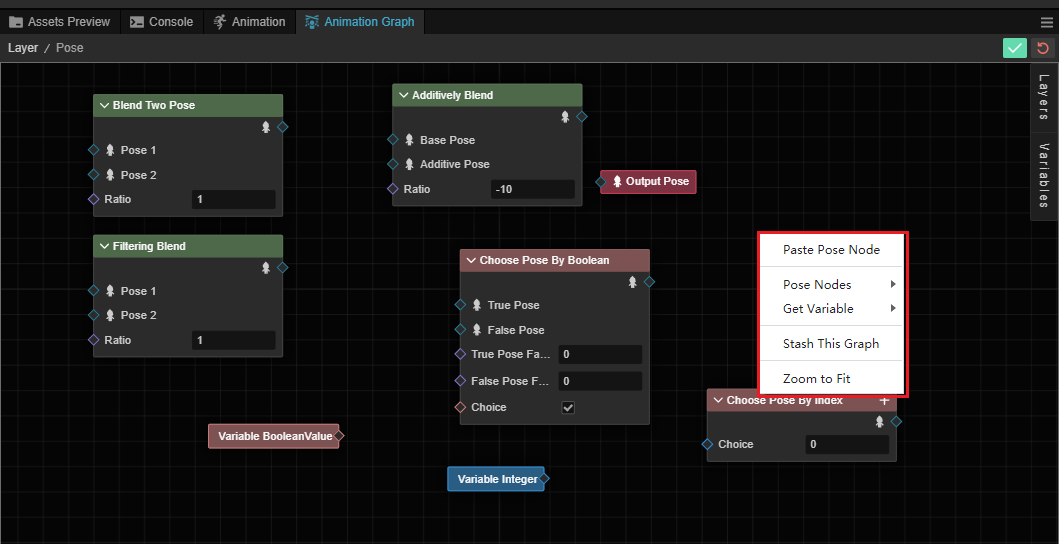 Assets Preview
Console
Animation
Animation Graph
Layer / Pose
Layers
Variables
Blend Two Pose
Pose 1
Pose 2
Ratio 1
Additively Blend
Base Pose
Additive Pose
Ratio -10
Output Pose
Filtering Blend
Pose 1
Pose 2
Ratio 1
Choose Pose By Boolean
True Pose
False Pose
True Pose Fa... 0
False Pose F... 0
Choice
Paste Pose Node
Pose Nodes
Get Variable
Stash This Graph
Zoom to Fit
Choose Pose By Index +
Choice 0
Variable BooleanValue
Variable Integer